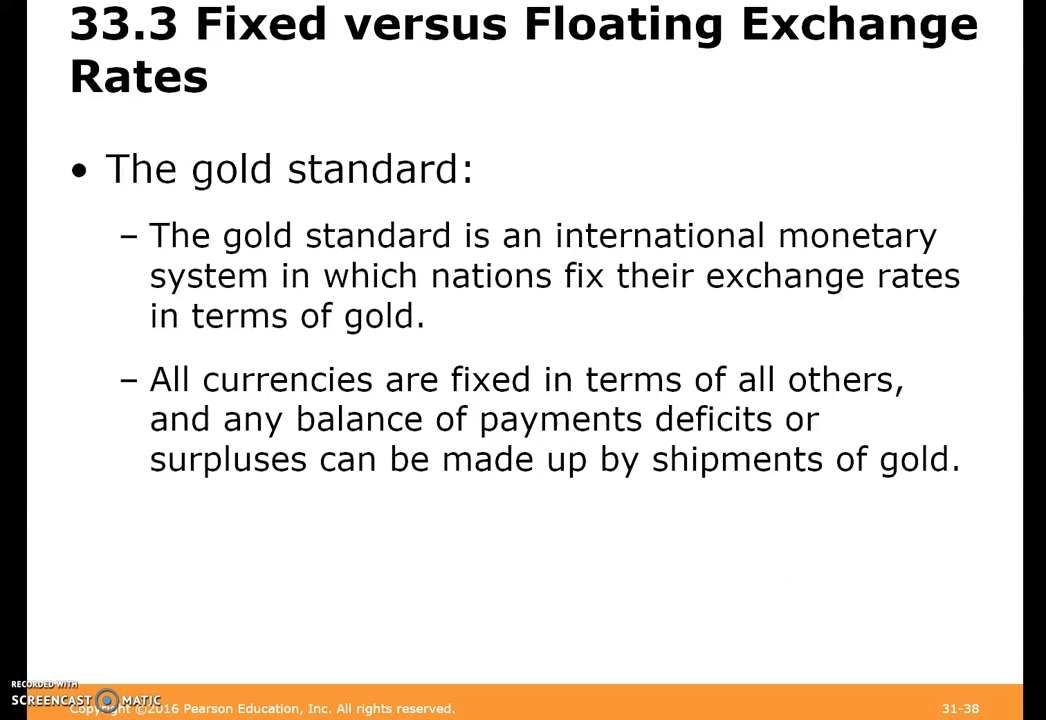 33.3 Fixed versus Floating Exchange
Rates
• The gold standard:
– The gold standard is an international monetary
system in which nations fix their exchange rates
in terms of gold.
– All currencies are fixed in terms of all others,
and any balance of payments deficits or
surpluses can be made up by shipments of gold.
RECORDED WITH
SCREENCAST MATIC
Copyright ©2016 Pearson Education, Inc. All rights reserved.
31-38